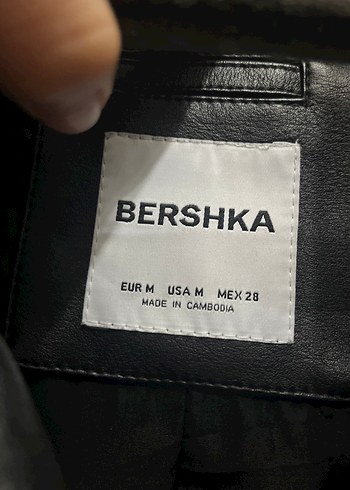 BERSHKA
EUR M USA M MEX 28
MADE IN CAMBODIA